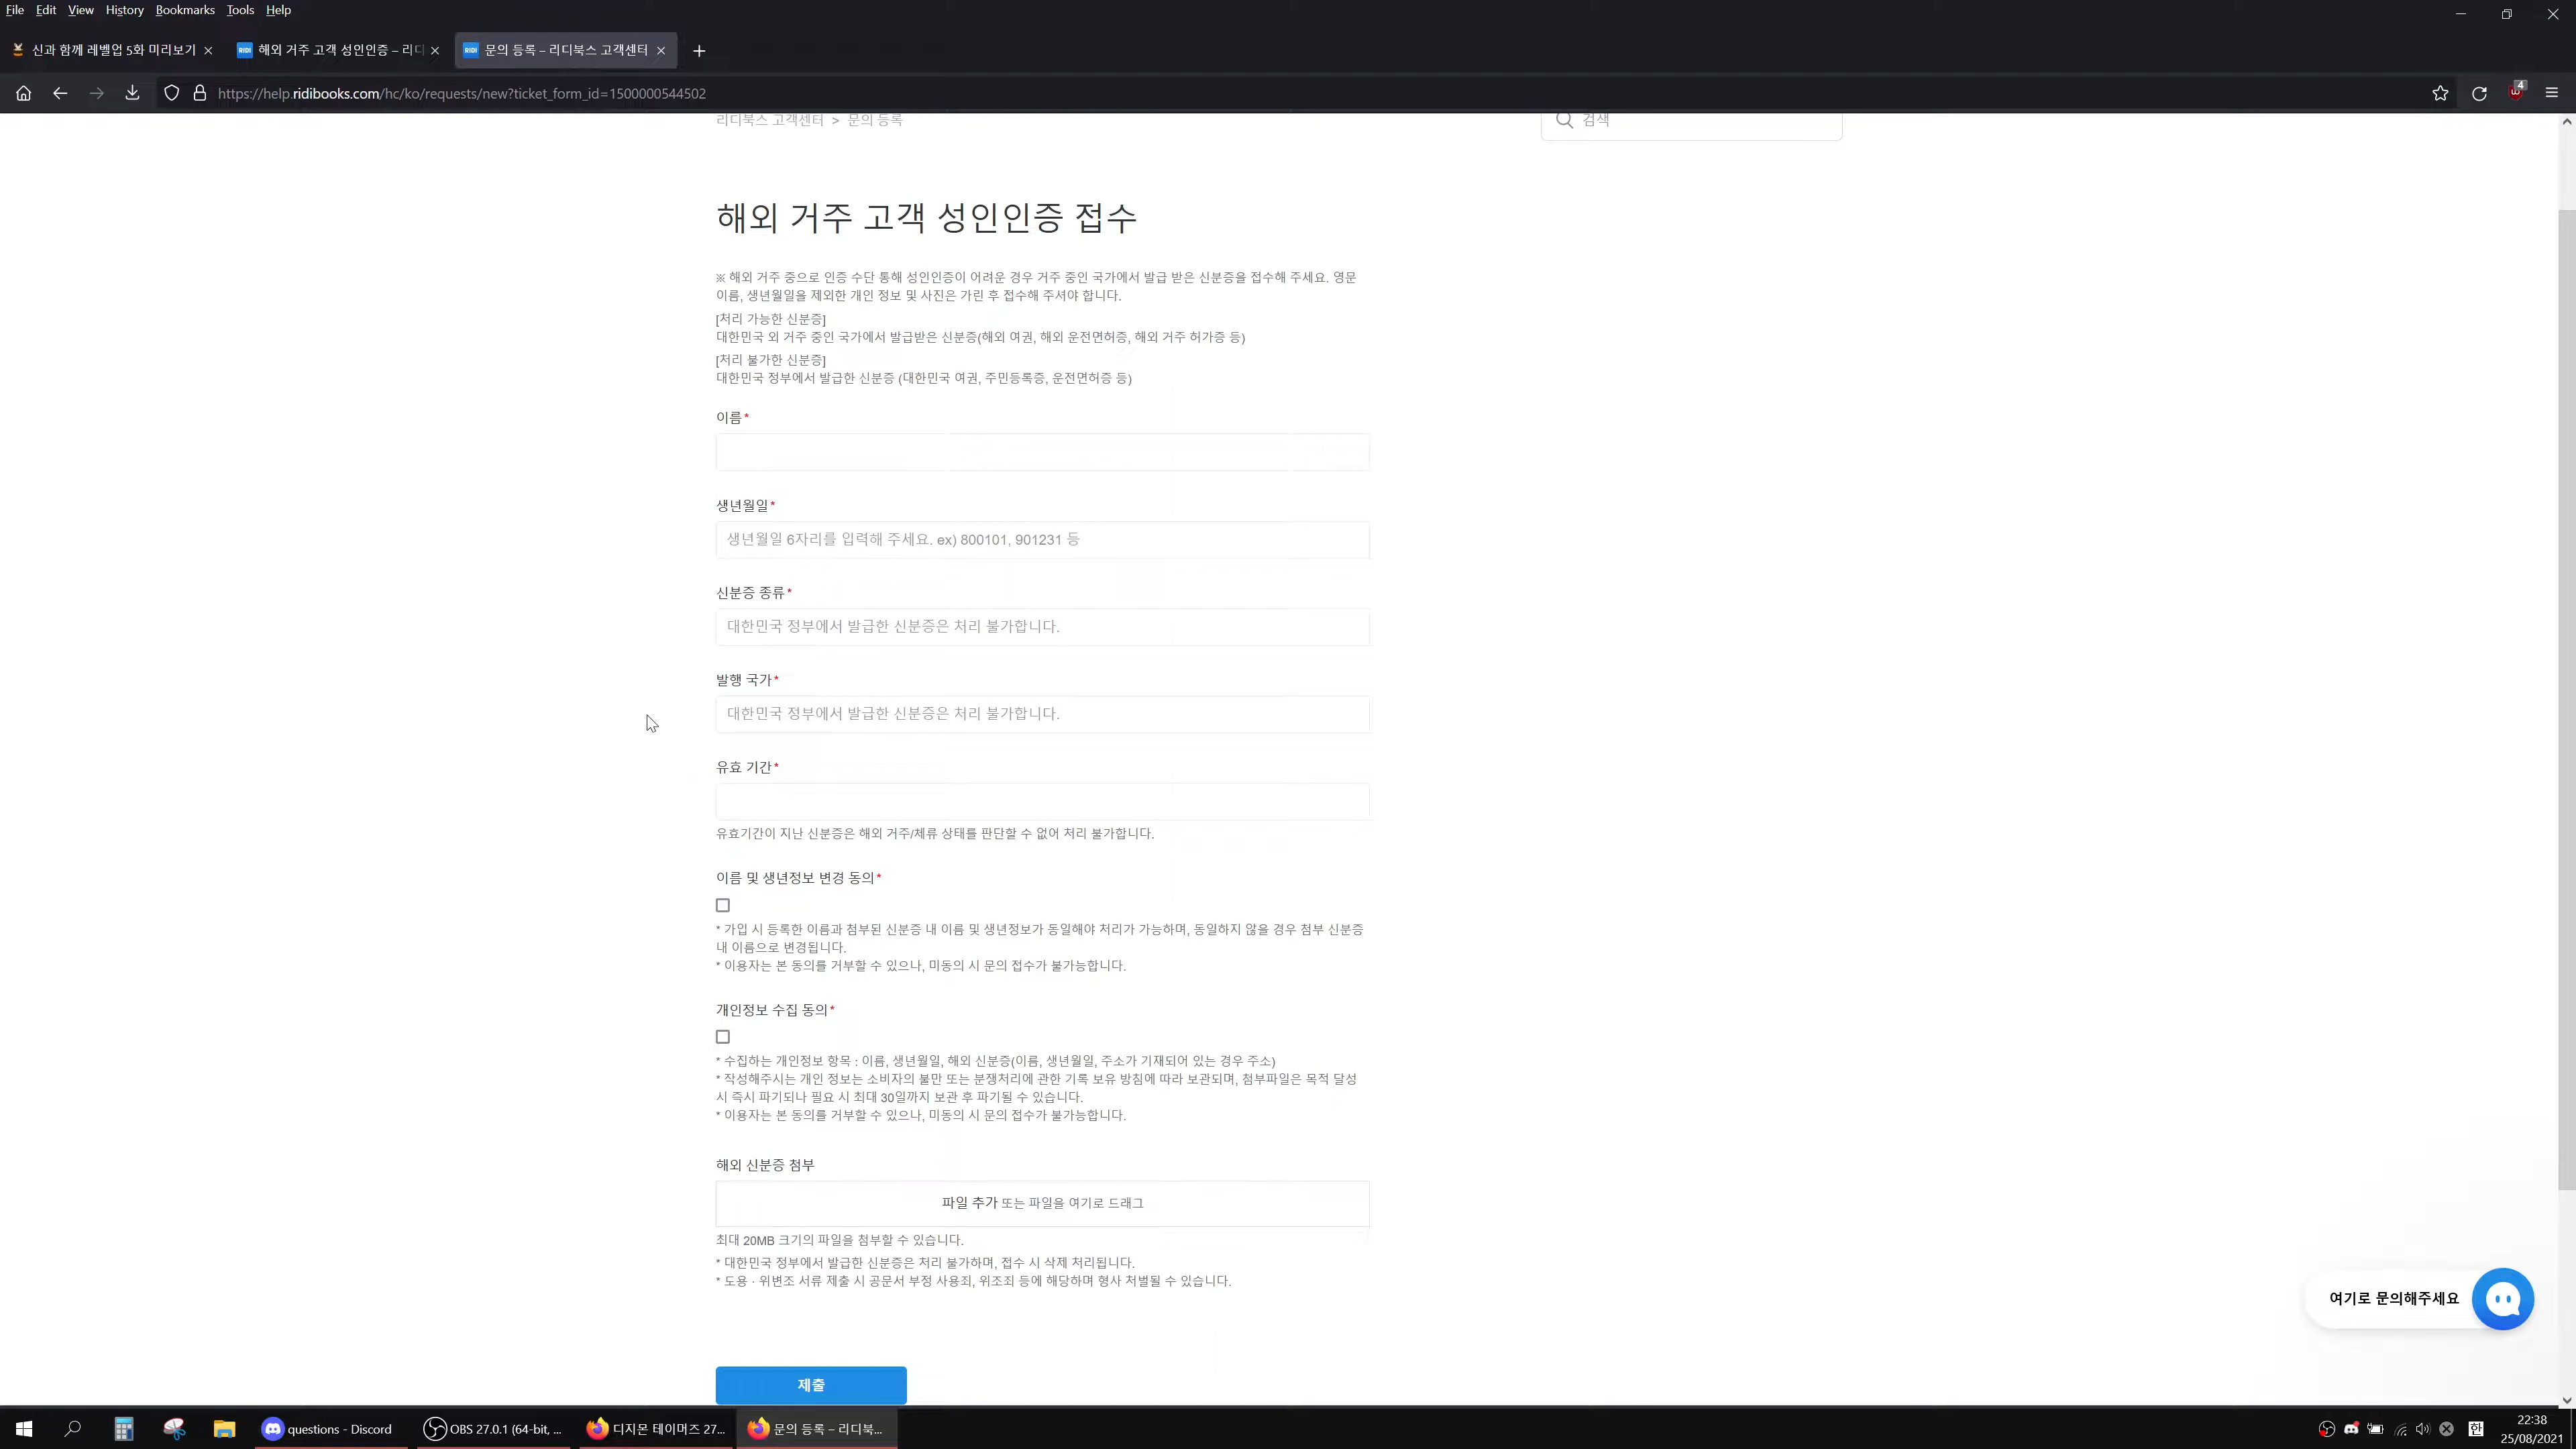 File Edit View History Bookmarks Tools Help
신과 함께 레벨업 5화 미리보기
해외 거주 고객 성인인증 – 리디
문의 등록 – 리디북스 고객센터
https://help.ridibooks.com/hc/ko/requests/new?ticket_form_id=1500000544502
4
리디북스 고객센터 > 문의 등록
검색
해외 거주 고객 성인인증 접수
※ 해외 거주 중으로 인증 수단 통해 성인인증이 어려운 경우 거주 중인 국가에서 발급 받은 신분증을 접수해 주세요. 영문
이름, 생년월일을 제외한 개인 정보 및 사진은 가린 후 접수해 주셔야 합니다.
[처리 가능한 신분증]
대한민국 외 거주 중인 국가에서 발급받은 신분증(해외 여권, 해외 운전면허증, 해외 거주 허가증 등)
[처리 불가한 신분증]
대한민국 정부에서 발급한 신분증 (대한민국 여권, 주민등록증, 운전면허증 등)
이름*
생년월일*
생년월일 6자리를 입력해 주세요. ex) 800101, 901231 등
신분증 종류*
대한민국 정부에서 발급한 신분증은 처리 불가합니다.
발행 국가*
대한민국 정부에서 발급한 신분증은 처리 불가합니다.
유효 기간*
유효기간이 지난 신분증은 해외 거주/체류 상태를 판단할 수 없어 처리 불가합니다.
이름 및 생년정보 변경 동의*
* 가입 시 등록한 이름과 첨부된 신분증 내 이름 및 생년정보가 동일해야 처리가 가능하며, 동일하지 않을 경우 첨부 신분증
내 이름으로 변경됩니다.
* 이용자는 본 동의를 거부할 수 있으나, 미동의 시 문의 접수가 불가능합니다.
개인정보 수집 동의*
* 수집하는 개인정보 항목 : 이름, 생년월일, 해외 신분증(이름, 생년월일, 주소가 기재되어 있는 경우 주소)
* 작성해주시는 개인 정보는 소비자의 불만 또는 분쟁처리에 관한 기록 보유 방침에 따라 보관되며, 첨부파일은 목적 달성
시 즉시 파기되나 필요 시 최대 30일까지 보관 후 파기될 수 있습니다.
* 이용자는 본 동의를 거부할 수 있으나, 미동의 시 문의 접수가 불가능합니다.
해외 신분증 첨부
파일 추가 또는 파일을 여기로 드래그
최대 20MB 크기의 파일을 첨부할 수 있습니다.
* 대한민국 정부에서 발급한 신분증은 처리 불가하며, 접수 시 삭제 처리됩니다.
* 도용 · 위변조 서류 제출 시 공문서 부정 사용죄, 위조죄 등에 해당하며 형사 처벌될 수 있습니다.
여기로 문의해주세요
제출
questions - Discord
OBS 27.0.1 (64-bit, ...
디지몬 테이머즈 27...
문의 등록 – 리디북...
한
22:38
25/08/2021